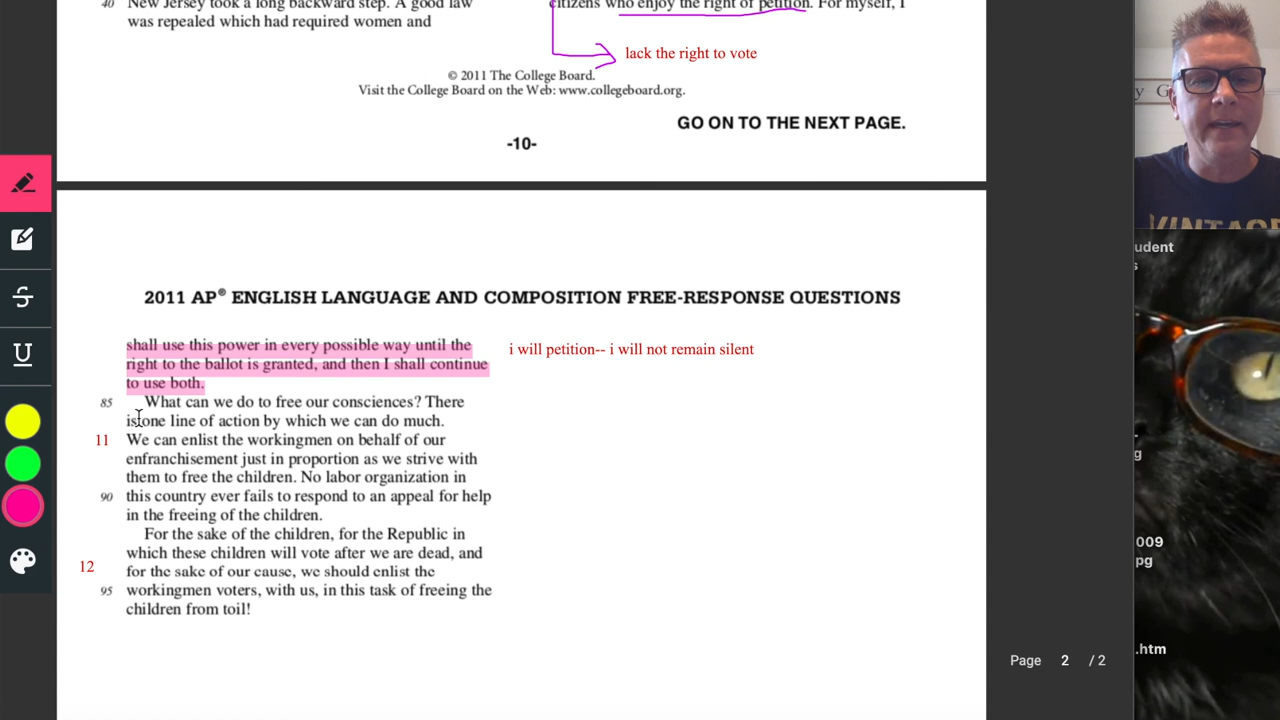 40 New Jersey took a long backward step. A good law
was repealed which had required women and
citizens who enjoy the right of petition. For myself, I
lack the right to vote
© 2011 The College Board.
Visit the College Board on the Web: www.collegeboard.org.
GO ON TO THE NEXT PAGE.
-10-
2011 AP® ENGLISH LANGUAGE AND COMPOSITION FREE-RESPONSE QUESTIONS
shall use this power in every possible way until the
i will petition-- i will not remain silent
right to the ballot is granted, and then I shall continue
to use both.
85 What can we do to free our consciences? There
is one line of action by which we can do much.
11 We can enlist the workingmen on behalf of our
enfranchisement just in proportion as we strive with
them to free the children. No labor organization in
90 this country ever fails to respond to an appeal for help
in the freeing of the children.
For the sake of the children, for the Republic in
which these children will vote after we are dead, and
12 for the sake of our cause, we should enlist the
95 workingmen voters, with us, in this task of freeing the
children from toil!
Page 2 / 2
y G
VINTAGE
udent
s
g
009
pg
.htm
U
S